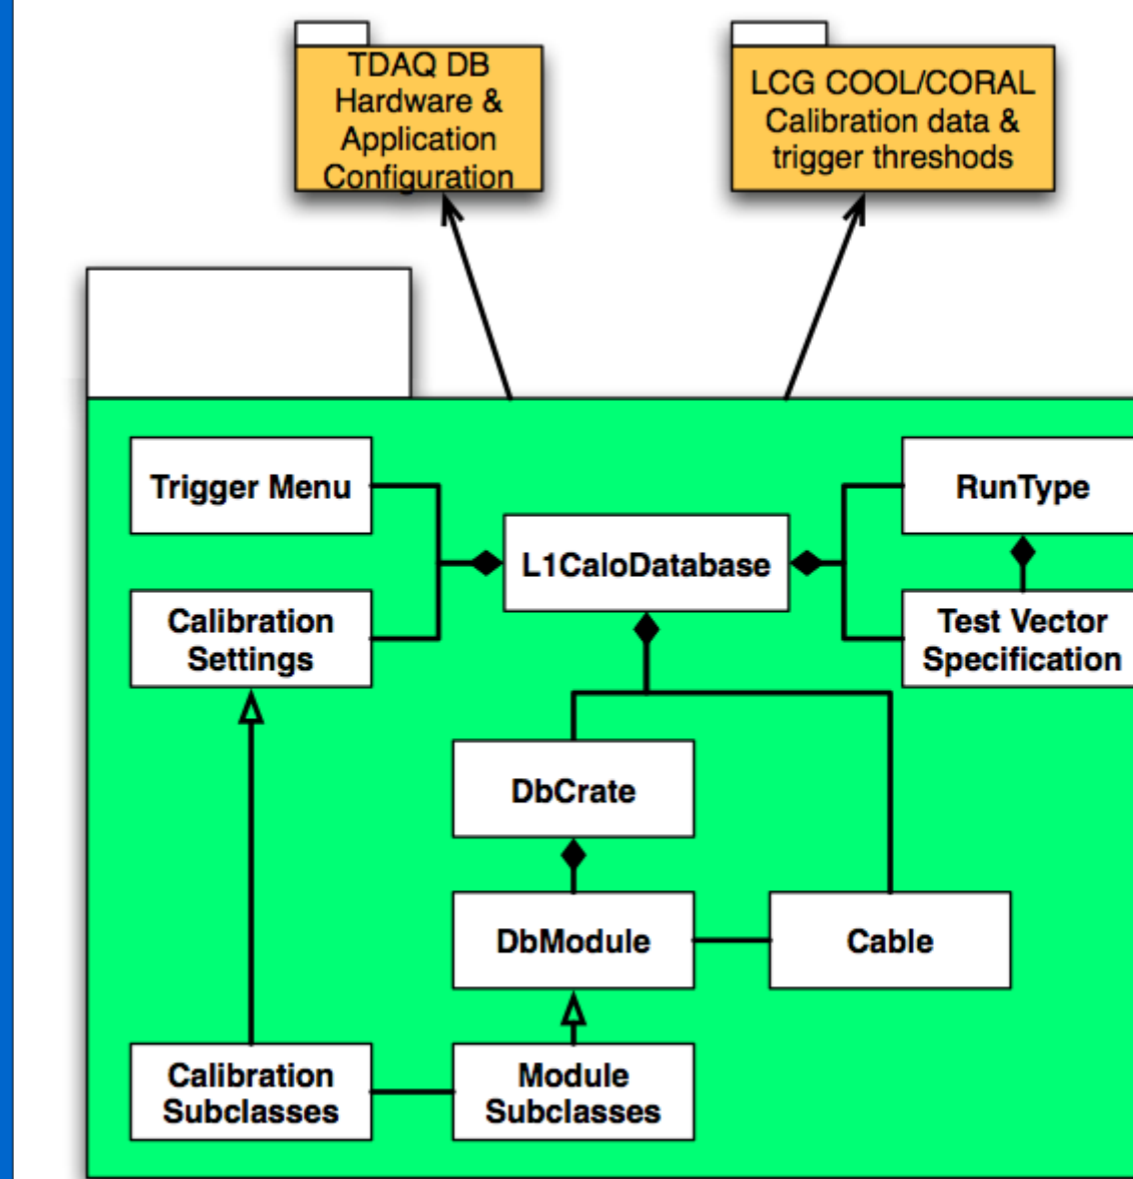 TDAQ DB
Hardware &
Application
Configuration
LCG COOL/CORAL
Calibration data &
trigger threshods
Trigger Menu
RunType
L1CaloDatabase
Calibration
Settings
Test Vector
Specification
DbCrate
DbModule
Cable
Calibration
Subclasses
Module
Subclasses